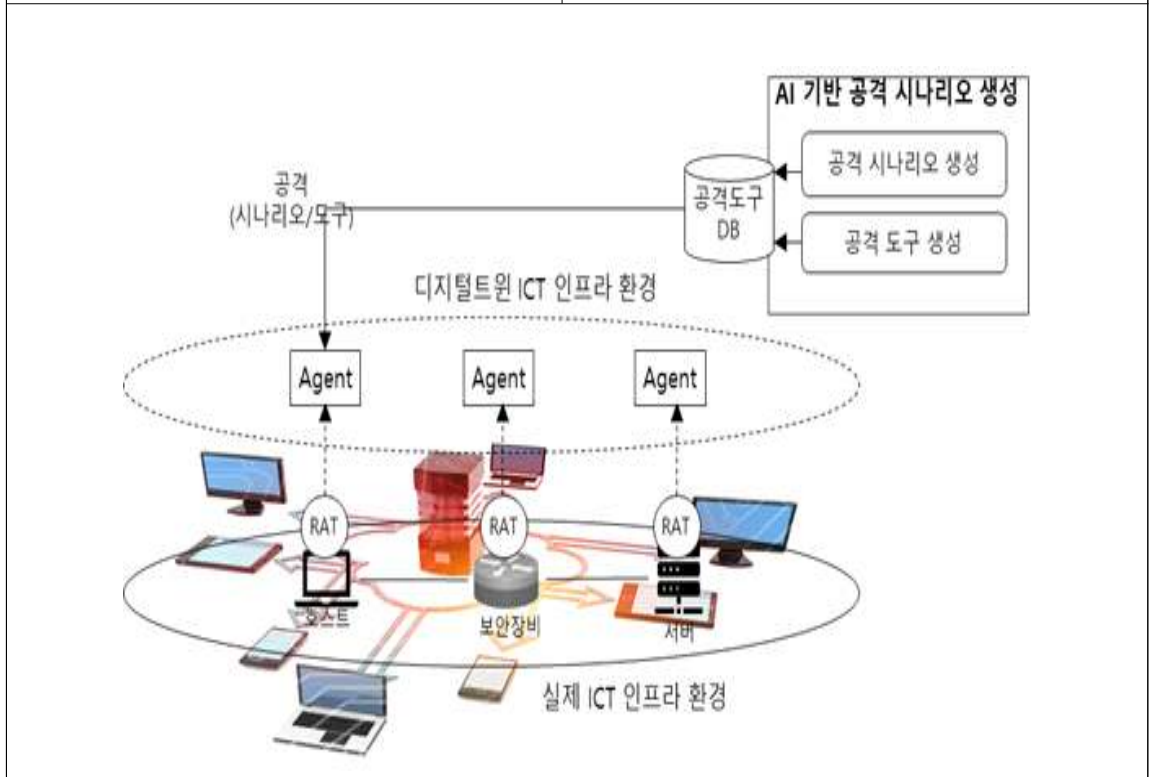 AI 기반 공격 시나리오 생성
공격 시나리오 생성
공격도구
DB
공격 도구 생성
공격
(시나리오/도구)
디지털트윈 ICT 인프라 환경
Agent
Agent
Agent
RAT
RAT
RAT
호스트
보안장비
서버
실제 ICT 인프라 환경